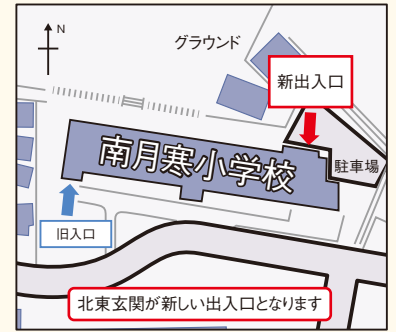 N
グラウンド
新出入口
南月寒小学校
駐車場
旧入口
北東玄関が新しい出入口となります